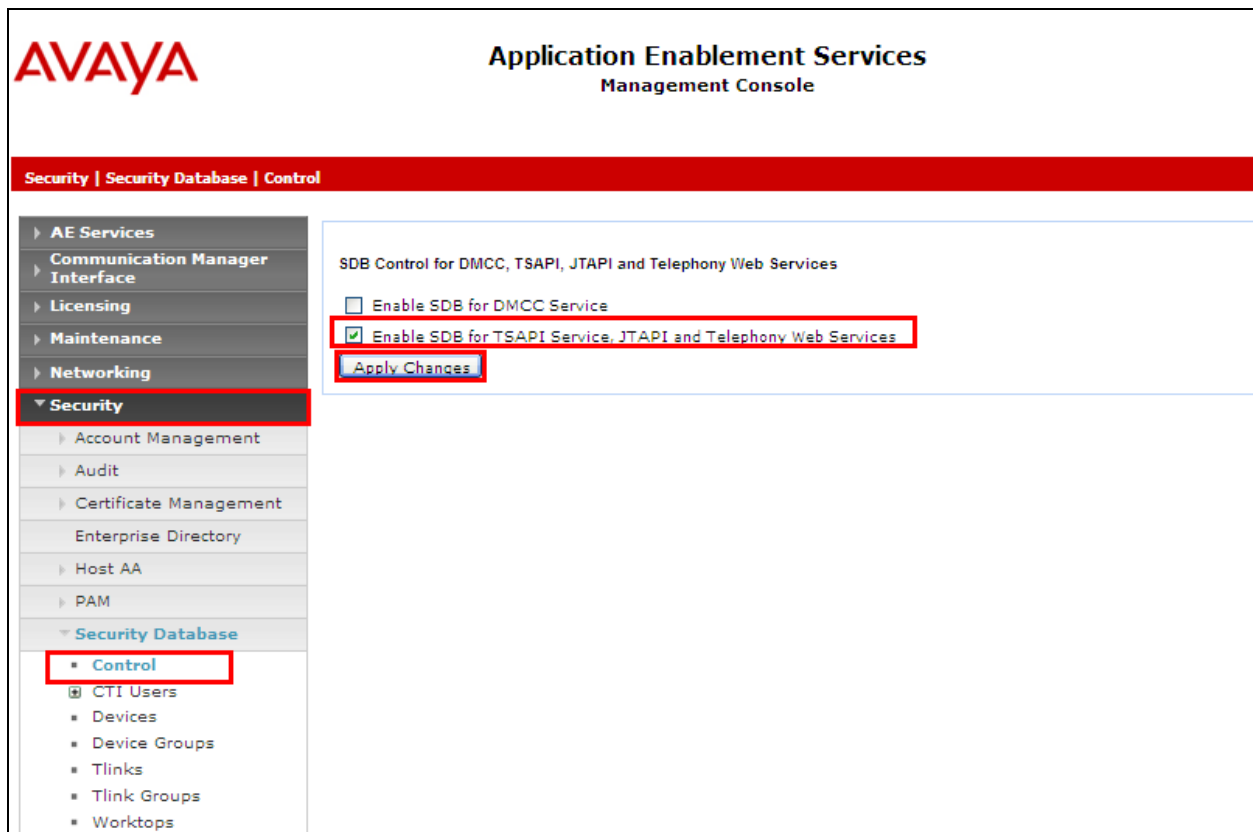 AVAYA
Application Enablement Services
Management Console
Security | Security Database | Control
AE Services
Communication Manager
Interface
Licensing
Maintenance
Networking
Security
Account Management
Audit
Certificate Management
Enterprise Directory
Host AA
PAM
Security Database
Control
CTI Users
Devices
Device Groups
Tlinks
Tlink Groups
Worktops
SDB Control for DMCC, TSAPI, JTAPI and Telephony Web Services
Enable SDB for DMCC Service
Enable SDB for TSAPI Service, JTAPI and Telephony Web Services
Apply Changes